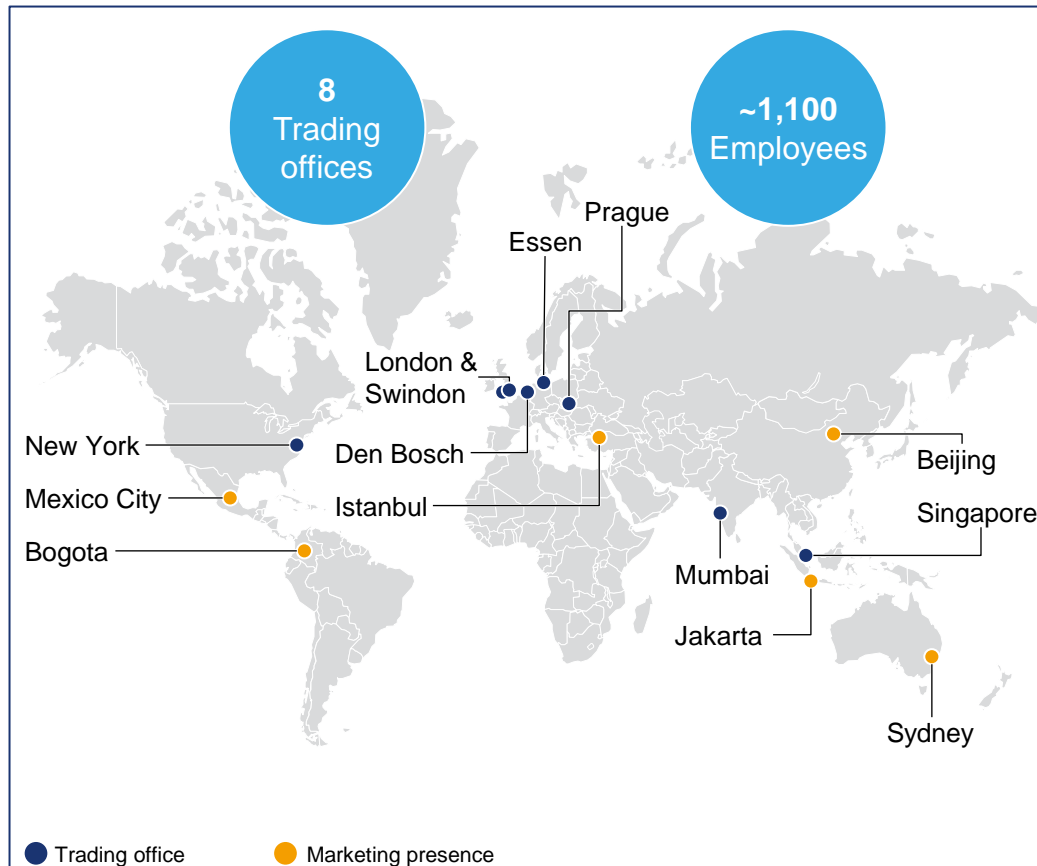 8
Trading
offices
~1,100
Employees
Prague
Essen
London &
Swindon
New York
Den Bosch
Beijing
Mexico City
Istanbul
Singapore
Bogota
Mumbai
Jakarta
Sydney
Trading office
Marketing presence